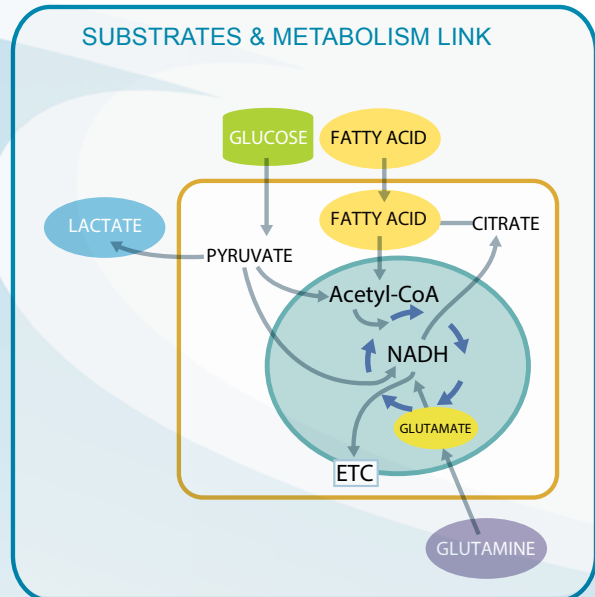 SUBSTRATES & METABOLISM LINK
GLUCOSE
FATTY ACID
LACTATE
FATTY ACID
CITRATE
PYRUVATE
Acetyl-CoA
NADH
GLUTAMATE
ETC
GLUTAMINE